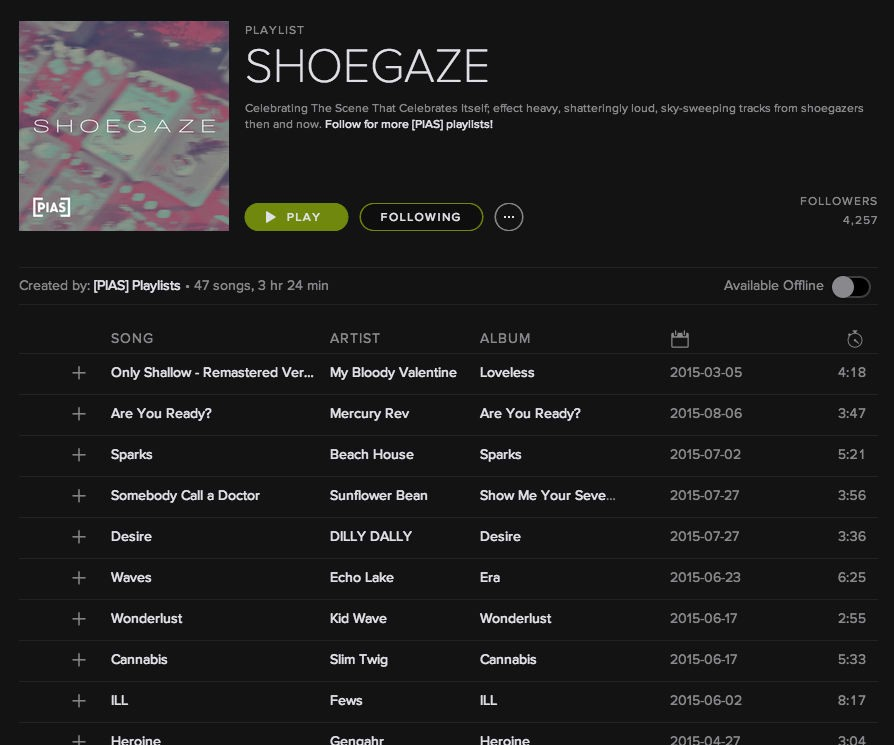 PLAYLIST
SHOEGAZE
Celebrating The Scene That Celebrates Itself; effect heavy, shatteringly loud, sky-sweeping tracks from shoegazers
then and now. Follow for more [PIAS] playlists!
SHOEGAZE
[PIAS]
PLAY FOLLOWING ...
FOLLOWERS
4,257
Created by: [PIAS] Playlists • 47 songs, 3 hr 24 min Available Offline
SONG ARTIST ALBUM
+ Only Shallow - Remastered Ver... My Bloody Valentine Loveless 2015-03-05 4:18
+ Are You Ready? Mercury Rev Are You Ready? 2015-08-06 3:47
+ Sparks Beach House Sparks 2015-07-02 5:21
+ Somebody Call a Doctor Sunflower Bean Show Me Your Seve... 2015-07-27 3:56
+ Desire DILLY DALLY Desire 2015-07-27 3:36
+ Waves Echo Lake Era 2015-06-23 6:25
+ Wonderlust Kid Wave Wonderlust 2015-06-17 2:55
+ Cannabis Slim Twig Cannabis 2015-06-17 5:33
+ ILL Fews ILL 2015-06-02 8:17
+ Heroine Gengahr Heroine 2015-04-27 3:04